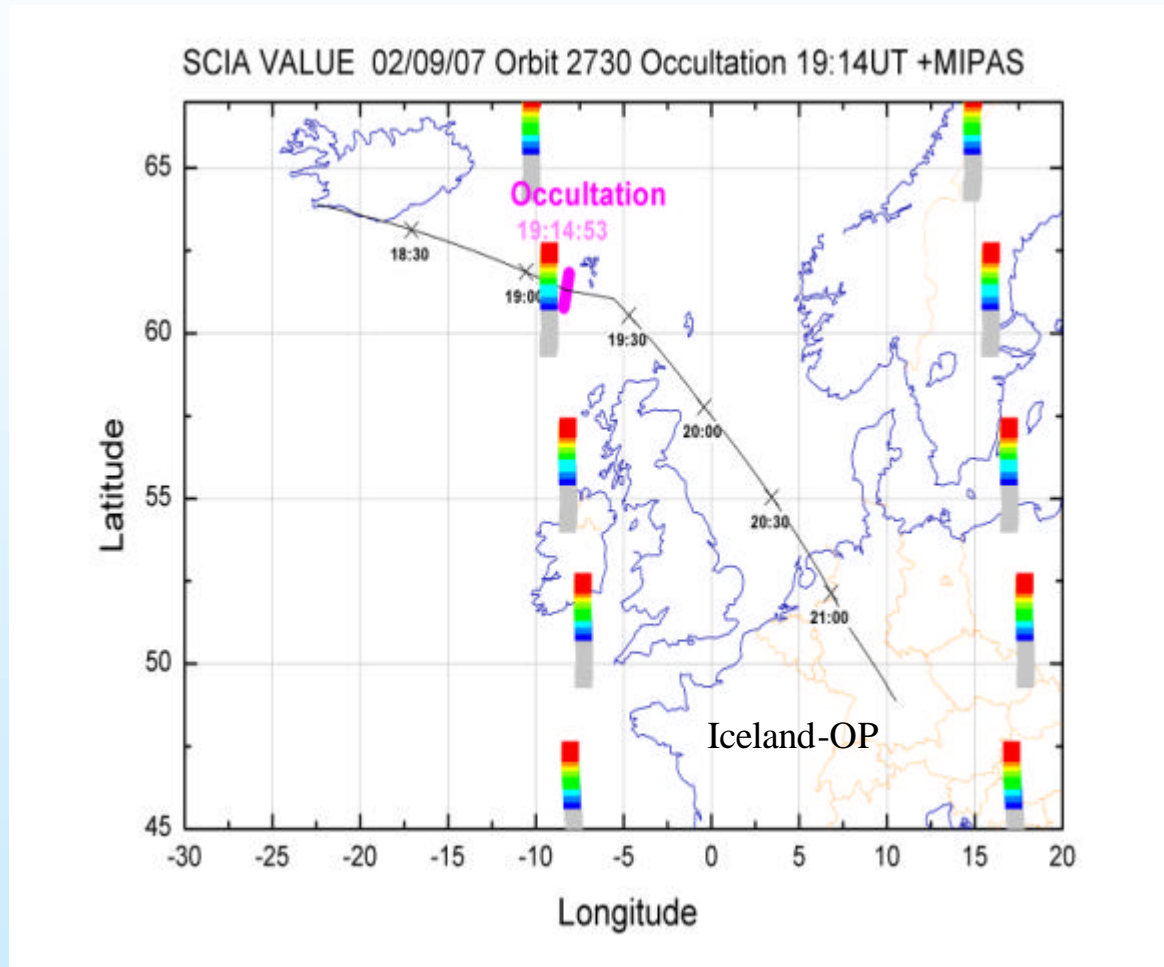 SCIA VALUE 02/09/07 Orbit 2730 Occultation 19:14UT +MIPAS
65
Occultation
19:14:53
18:30
19:00
60
19:30
20:00
Latitude
55
20:30
21:00
50
Iceland-OP
45
-30 -25 -20 -15 -10 -5 0 5 10 15 20
Longitude